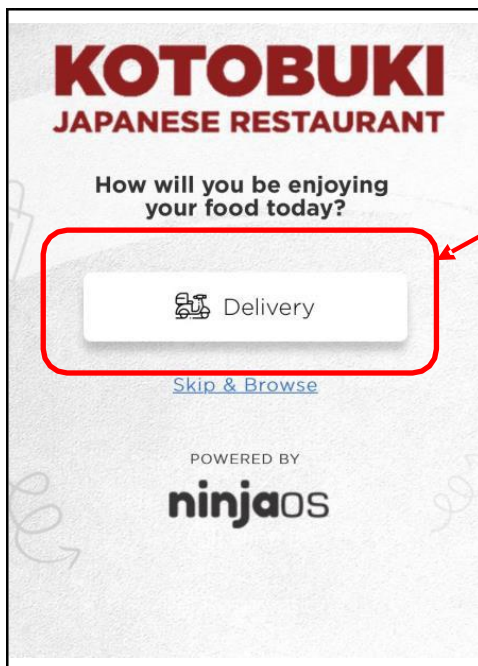 KOTOBUKI
JAPANESE RESTAURANT
How will you be enjoying
your food today?
Delivery
Skip & Browse
POWERED BY
ninjaos